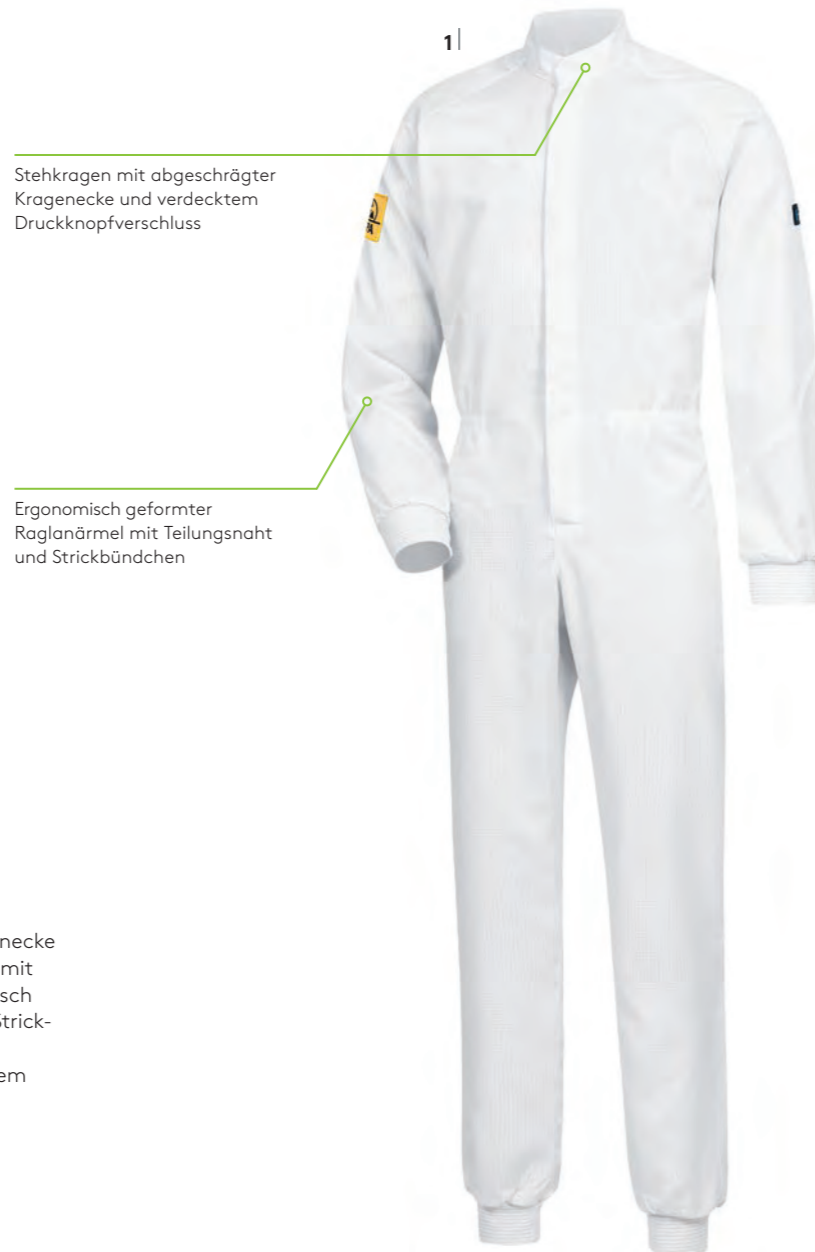 1|
Stehkragen mit abgeschrägter
Kragenecke und verdecktem
Druckknopfverschluss
Ergonomisch geformter
Raglanärmel mit Teilungsnaht
und Strickbündchen
necke
mit
sch
Strick-
em